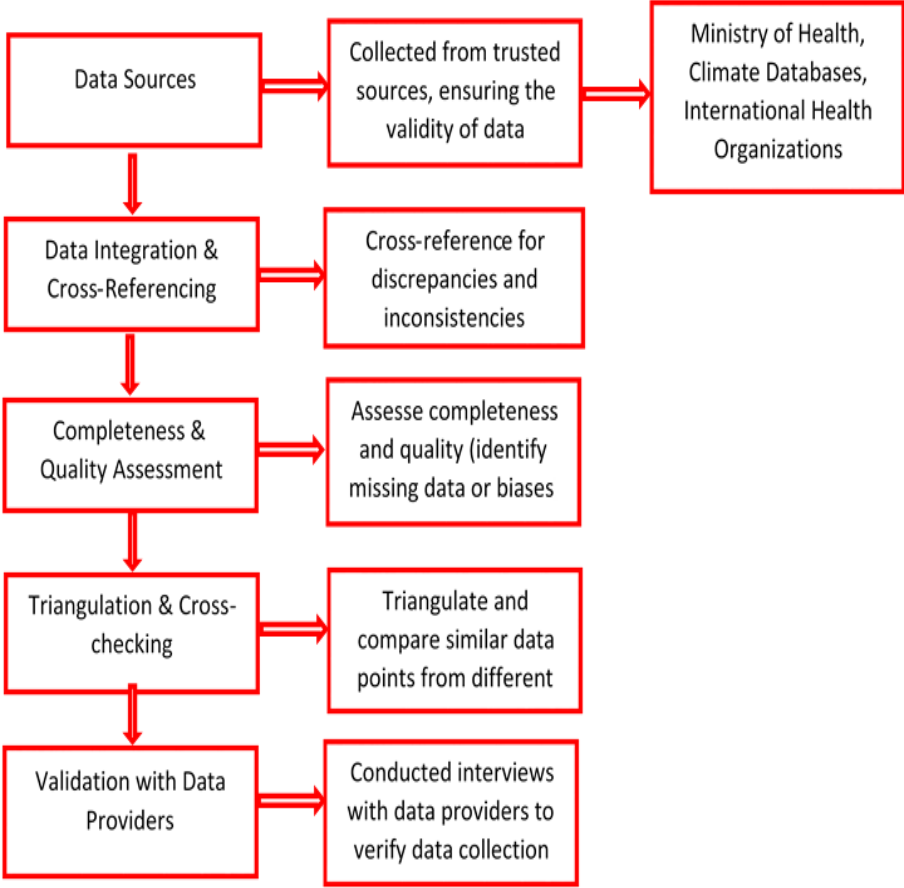 Data Sources
Collected from trusted
sources, ensuring the
validity of data
Ministry of Health,
Climate Databases,
International Health
Organizations
Data Integration &
Cross-Referencing
Cross-reference for
discrepancies and
inconsistencies
Completeness &
Quality Assessment
Assesse completeness
and quality (identify
missing data or biases
Triangulation & Cross-
checking
Triangulate and
compare similar data
points from different
Validation with Data
Providers
Conducted interviews
with data providers to
verify data collection